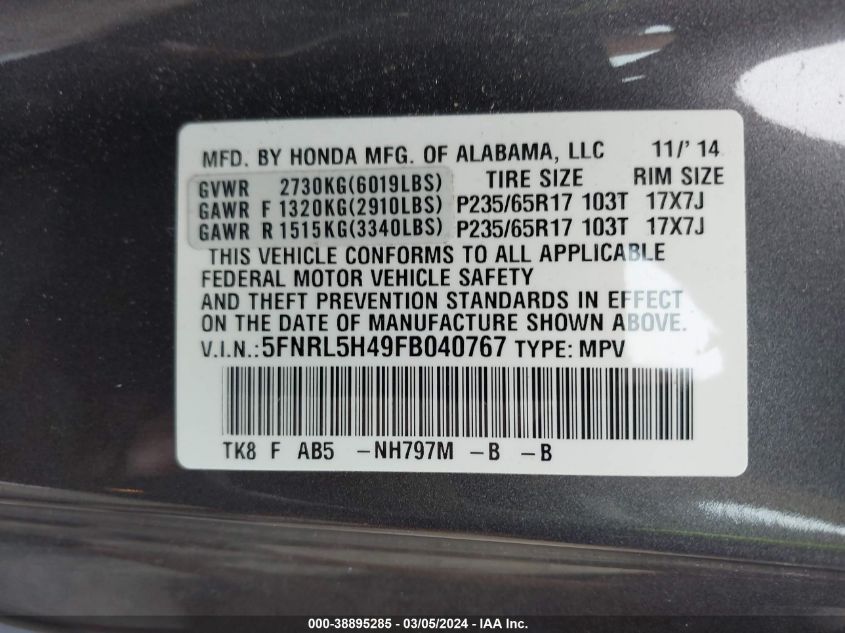 MFD. BY HONDA MFG. OF ALABAMA, LLC 11/' 14
GVWR 2730KG(6019LBS) TIRE SIZE RIM SIZE
GAWR F 1320KG(2910LBS) P235/65R17 103T 17X7J
GAWR R 1515KG(3340LBS) P235/65R17 103T 17X7J
THIS VEHICLE CONFORMS TO ALL APPLICABLE
FEDERAL MOTOR VEHICLE SAFETY
AND THEFT PREVENTION STANDARDS IN EFFECT
ON THE DATE OF MANUFACTURE SHOWN ABOVE.
V.I.N.: 5FNRL5H49FB040767 TYPE: MPV
TK8 F AB5 -NH797M -B -B
000-38895285 - 03/05/2024 - IAA Inc.